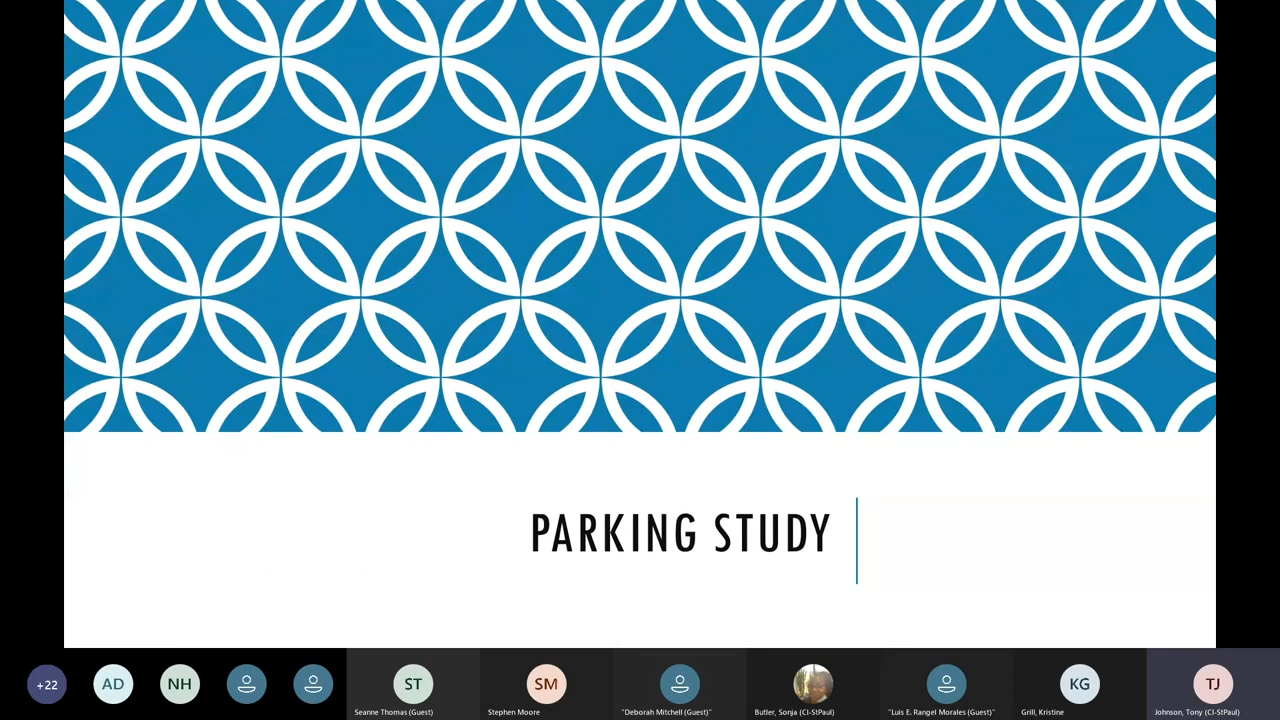 PARKING STUDY
+22
AD
NH
ST
SM
KG
TJ
Seanne Thomas (Guest)
Stephen Moore
"Deborah Mitchell (Guest)"
Butler, Sonja (CI-StPaul)
"Luis E. Rangel Morales (Guest)"
Grill, Kristine
Johnson, Tony (CI-StPaul)